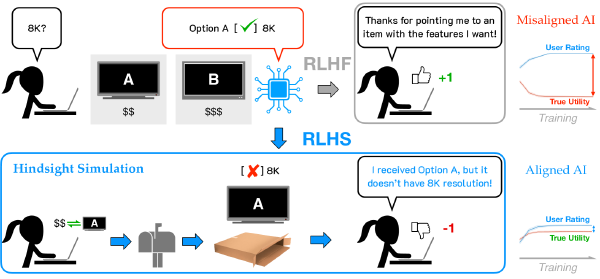 8K?
Option A [✓] 8K
A
B
$$
$$$
RLHF
Thanks for pointing me to an
item with the features I want!
+1
Misaligned AI
User Rating
True Utility
Training
RLHS
Hindsight Simulation
$$
A
[✗] 8K
A
I received Option A, but it
doesn't have 8K resolution!
-1
Aligned AI
User Rating
True Utility
Training